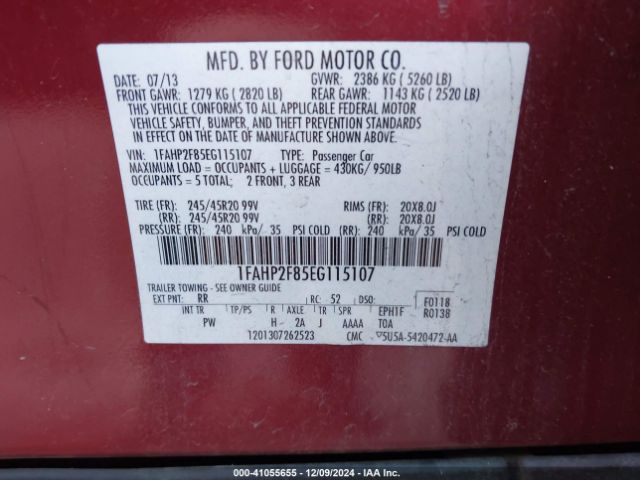 MFD. BY FORD MOTOR CO.
DATE: 07/13 GVWR: 2386 KG ( 5260 LB)
FRONT GAWR: 1279 KG ( 2820 LB) REAR GAWR: 1143 KG ( 2520 LB)
THIS VEHICLE CONFORMS TO ALL APPLICABLE FEDERAL MOTOR
VEHICLE SAFETY, BUMPER, AND THEFT PREVENTION STANDARDS
IN EFFECT ON THE DATE OF MANUFACTURE SHOWN ABOVE.
VIN: 1FAHP2F85EG115107 TYPE: Passenger Car
MAXIMUM LOAD = OCCUPANTS + LUGGAGE = 430KG/ 950LB
OCCUPANTS = 5 TOTAL; 2 FRONT, 3 REAR
TIRE (FR): 245/45R20 99V RIMS (FR): 20X8.0J
(RR): 245/45R20 99V (RR): 20X8.0J
PRESSURE (FR): 240 kPa/ 35 PSI COLD (RR): 240 kPa/ 35 PSI COLD
1FAHP2F85EG115107
TRAILER TOWING - SEE OWNER GUIDE
EXT PNT: RR RC: 52 DSO: F0118
INT TR TP/PS R AXLE TR SPR EPH1F R0138
PW H 2A J AAAA TOA
1201307262523 CMC 5U5A-5420472-AA
000-41055655 - 12/09/2024 - IAA Inc.